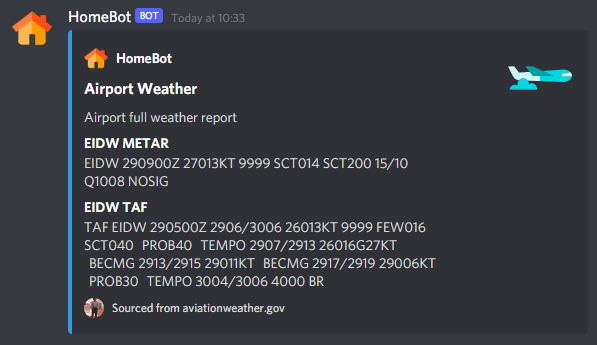 HomeBot BOT Today at 10:33
HomeBot
Airport Weather
Airport full weather report
EIDW METAR
EIDW 290900Z 27013KT 9999 SCT014 SCT200 15/10
Q1008 NOSIG
EIDW TAF
TAF EIDW 290500Z 2906/3006 26013KT 9999 FEW016
SCT040 PROB40 TEMPO 2907/2913 26016G27KT
BECMG 2913/2915 29011KT BECMG 2917/2919 29006KT
PROB30 TEMPO 3004/3006 4000 BR
Sourced from aviationweather.gov